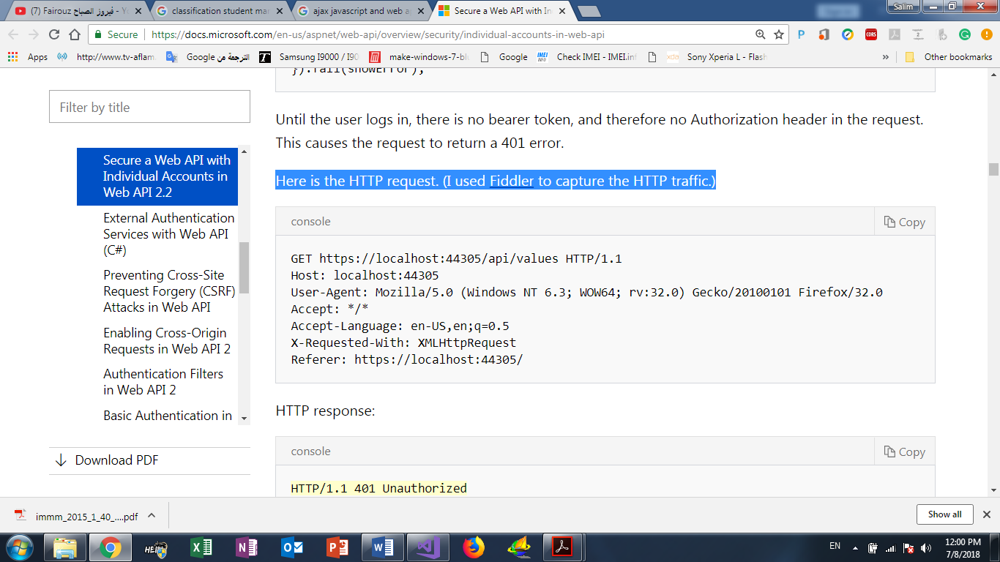 (7) Fairouz فيروز الصباح - Yo
classification student mar
ajax javascript and web ap
Secure a Web API with In
Salim
Secure
https://docs.microsoft.com/en-us/aspnet/web-api/overview/security/individual-accounts-in-web-api
Apps
http://www.tv-aflam.
Google الترجمة من
Samsung I9000 / I90
make-windows-7-blu
Google
Check IMEI - IMEI.inf
Sony Xperia L - Flash
»
Other bookmarks
}).fail(showError);
Filter by title
Until the user logs in, there is no bearer token, and therefore no Authorization header in the request.
This causes the request to return a 401 error.
Secure a Web API with
Individual Accounts in
Web API 2.2
External Authentication
Services with Web API
(C#)
Preventing Cross-Site
Request Forgery (CSRF)
Attacks in Web API
Enabling Cross-Origin
Requests in Web API 2
Authentication Filters
in Web API 2
Basic Authentication in
Download PDF
Here is the HTTP request. (I used Fiddler to capture the HTTP traffic.)
console
Copy
GET https://localhost:44305/api/values HTTP/1.1
Host: localhost:44305
User-Agent: Mozilla/5.0 (Windows NT 6.3; WOW64; rv:32.0) Gecko/20100101 Firefox/32.0
Accept: */*
Accept-Language: en-US,en;q=0.5
X-Requested-With: XMLHttpRequest
Referer: https://localhost:44305/
HTTP response:
console
Copy
HTTP/1.1 401 Unauthorized
immm_2015_1_40_....pdf
Show all
EN
12:00 PM
7/8/2018